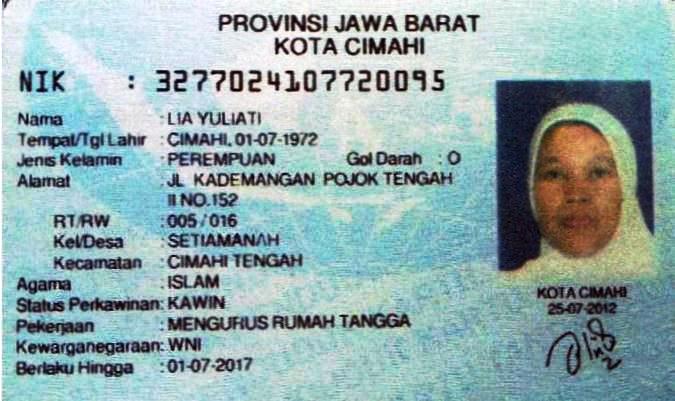 PROVINSI JAWA BARAT
KOTA CIMAHI
NIK : 3277024107720095
Nama : LIA YULIATI
Tempat/Tgl Lahir : CIMAHI, 01-07-1972
Jenis Kelamin : PEREMPUAN Gol Darah : O
Alamat : JL KADEMANGAN POJOK TENGAH
II NO.152
RT/RW : 005 / 016
Kel/Desa : SETIAMANAH
Kecamatan : CIMAHI TENGAH
Agama : ISLAM
Status Perkawinan: KAWIN
Pekerjaan : MENGURUS RUMAH TANGGA
Kewarganegaraan: WNI
Berlaku Hingga : 01-07-2017
KOTA CIMAHI
25-07-2012